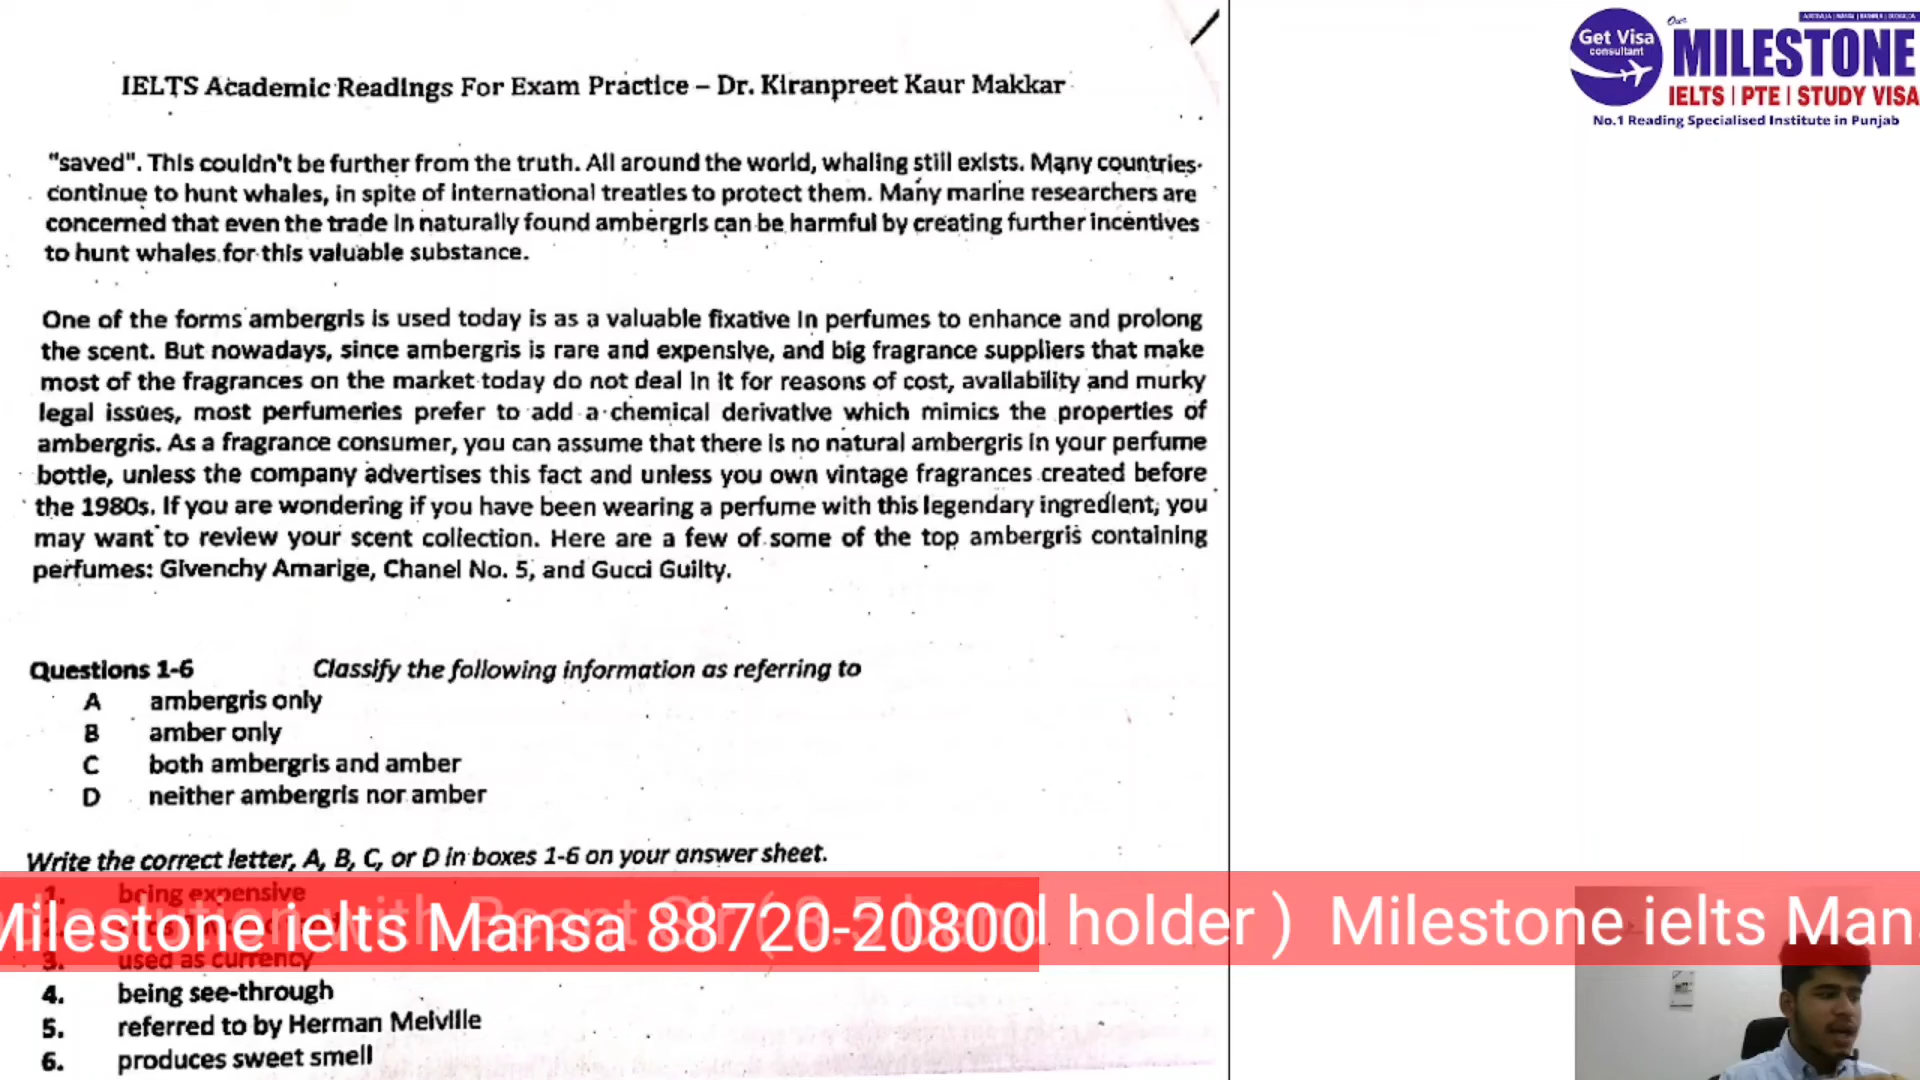 IELTS Academic Readings For Exam Practice – Dr. Kiranpreet Kaur Makkar
"saved". This couldn't be further from the truth. All around the world, whaling still exists. Many countries
continue to hunt whales, in spite of international treaties to protect them. Many marine researchers are
concerned that even the trade in naturally found ambergris can be harmful by creating further incentives
to hunt whales for this valuable substance.
One of the forms ambergris is used today is as a valuable fixative in perfumes to enhance and prolong
the scent. But nowadays, since ambergris is rare and expensive, and big fragrance suppliers that make
most of the fragrances on the market today do not deal in it for reasons of cost, availability and murky
legal issues, most perfumeries prefer to add a chemical derivative which mimics the properties of
ambergris. As a fragrance consumer, you can assume that there is no natural ambergris in your perfume
bottle, unless the company advertises this fact and unless you own vintage fragrances created before
the 1980s. If you are wondering if you have been wearing a perfume with this legendary ingredient, you
may want to review your scent collection. Here are a few of some of the top ambergris containing
perfumes: Givenchy Amarige, Chanel No. 5, and Gucci Guilty.
Questions 1-6 Classify the following information as referring to
A ambergris only
B amber only
C both ambergris and amber
D neither ambergris nor amber
Write the correct letter, A, B, C, or D in boxes 1-6 on your answer sheet.
1. being expensive
3. used as currency
4. being see-through
5. referred to by Herman Melville
6. produces sweet smell
Milestone ielts Mansa 88720-20800
holder ) Milestone ielts Man
Get Visa
consultant
Our
MILESTONE
IELTS | PTE | STUDY VISA
No.1 Reading Specialised Institute in Punjab